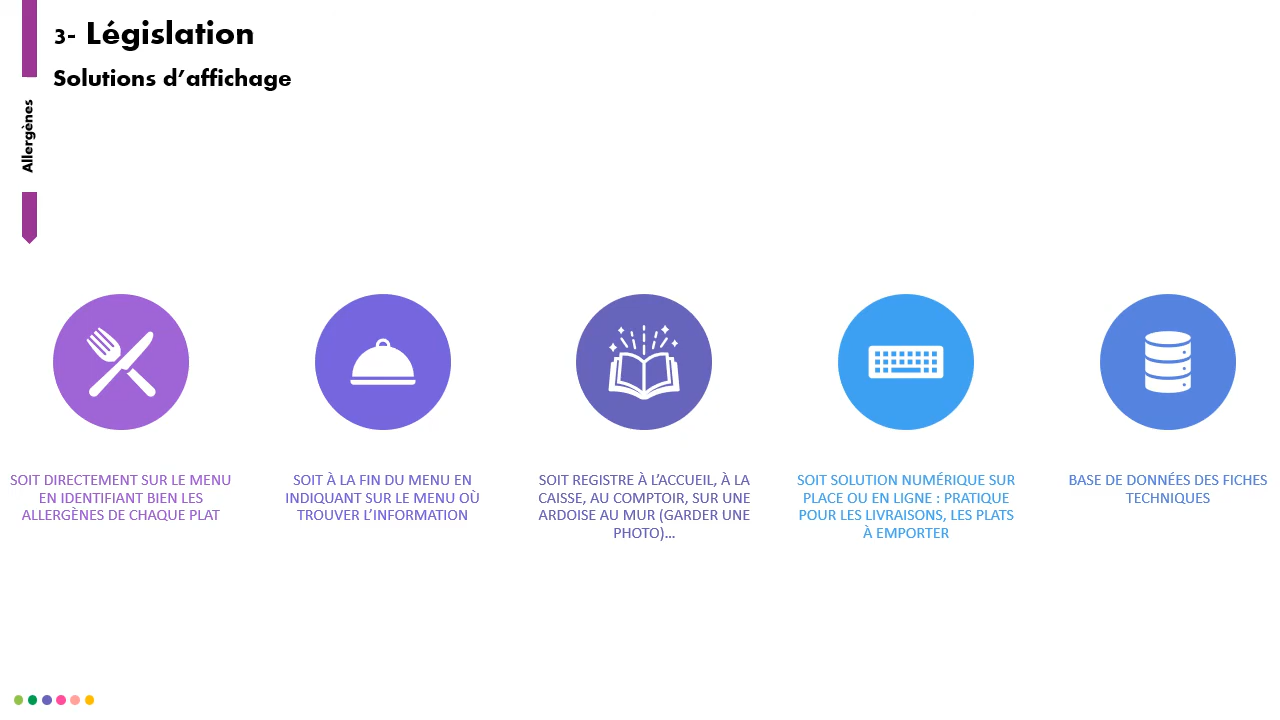 3- Législation
Solutions d’affichage
Allergènes
SOIT DIRECTEMENT SUR LE MENU
EN IDENTIFIANT BIEN LES
ALLERGÈNES DE CHAQUE PLAT
SOIT À LA FIN DU MENU EN
INDIQUANT SUR LE MENU OÙ
TROUVER L’INFORMATION
SOIT REGISTRE À L’ACCUEIL, À LA
CAISSE, AU COMPTOIR, SUR UNE
ARDOISE AU MUR (GARDER UNE
PHOTO)…
SOIT SOLUTION NUMÉRIQUE SUR
PLACE OU EN LIGNE : PRATIQUE
POUR LES LIVRAISONS, LES PLATS
À EMPORTER
BASE DE DONNÉES DES FICHES
TECHNIQUES